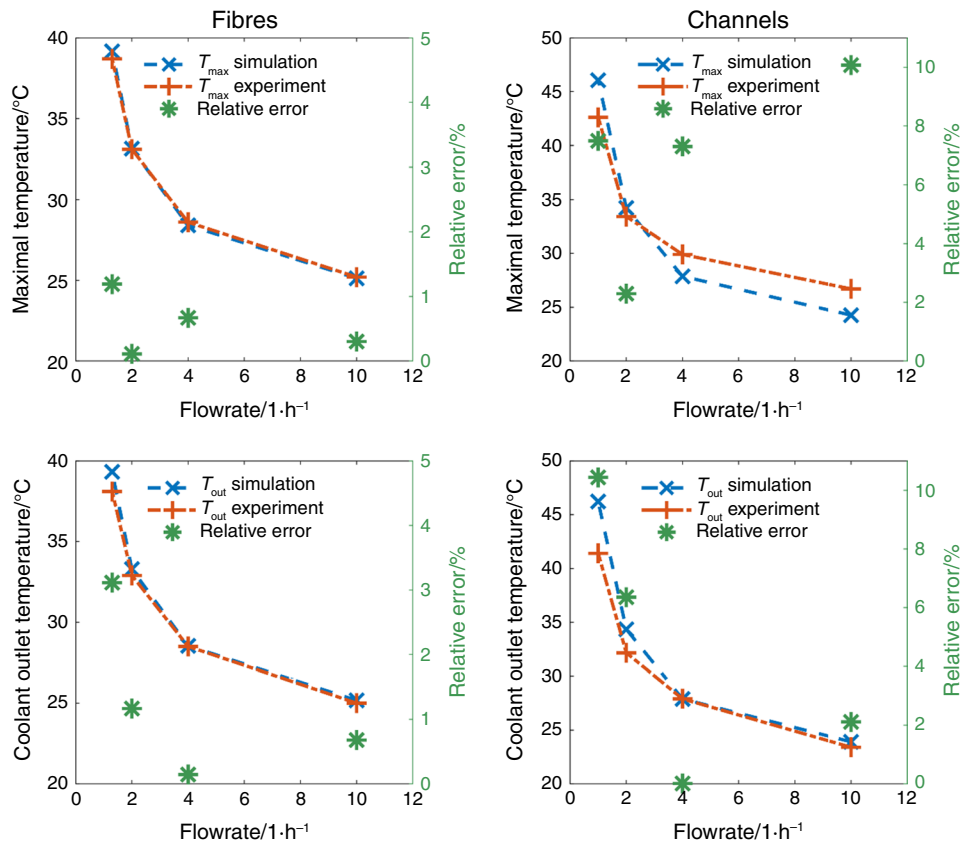 Fibres
40
35
30
25
20
0 2 4 6 8 10 12
5
4
3
2
1
0
Maximal temperature/°C
Relative error/%
Flowrate/1·h⁻¹
T_max simulation
T_max experiment
Relative error
Channels
50
45
40
35
30
25
20
0 2 4 6 8 10 12
10
8
6
4
2
0
Maximal temperature/°C
Relative error/%
Flowrate/1·h⁻¹
T_max simulation
T_max experiment
Relative error
40
35
30
25
20
0 2 4 6 8 10 12
5
4
3
2
1
0
Coolant outlet temperature/°C
Relative error/%
Flowrate/1·h⁻¹
T_out simulation
T_out experiment
Relative error
50
45
40
35
30
25
20
0 2 4 6 8 10 12
10
8
6
4
2
0
Coolant outlet temperature/°C
Relative error/%
Flowrate/1·h⁻¹
T_out simulation
T_out experiment
Relative error